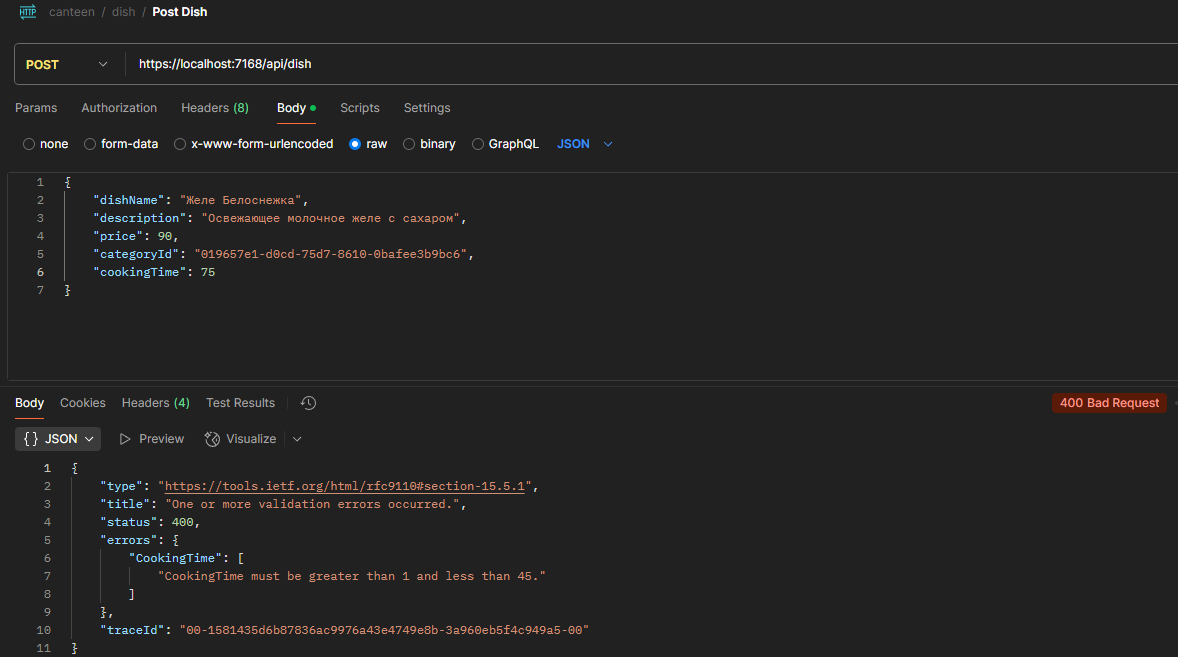 HTTP canteen / dish / Post Dish
POST https://localhost:7168/api/dish
Params Authorization Headers (8) Body Scripts Settings
none form-data x-www-form-urlencoded raw binary GraphQL JSON
1 {
2 "dishName": "Желе Белоснежка",
3 "description": "Освежающее молочное желе с сахаром",
4 "price": 90,
5 "categoryId": "019657e1-d0cd-75d7-8610-0bafee3b9bc6",
6 "cookingTime": 75
7 }
Body Cookies Headers (4) Test Results 400 Bad Request
{} JSON Preview Visualize
1 {
2 "type": "https://tools.ietf.org/html/rfc9110#section-15.5.1",
3 "title": "One or more validation errors occurred.",
4 "status": 400,
5 "errors": {
6 "CookingTime": [
7 "CookingTime must be greater than 1 and less than 45."
8 ]
9 },
10 "traceId": "00-1581435d6b87836ac9976a43e4749e8b-3a960eb5f4c949a5-00"
11 }